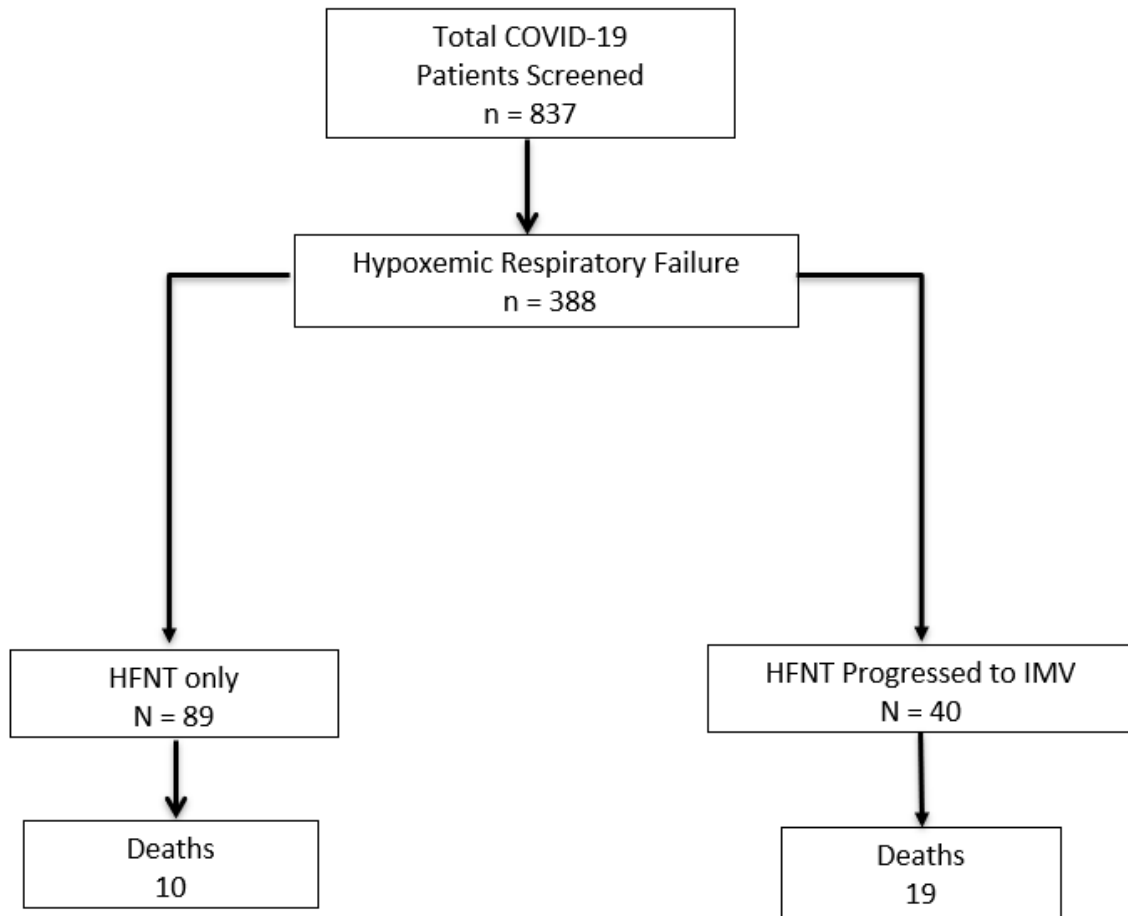 Total COVID-19
Patients Screened
n = 837
Hypoxemic Respiratory Failure
n = 388
HFNT only
N = 89
HFNT Progressed to IMV
N = 40
Deaths
10
Deaths
19